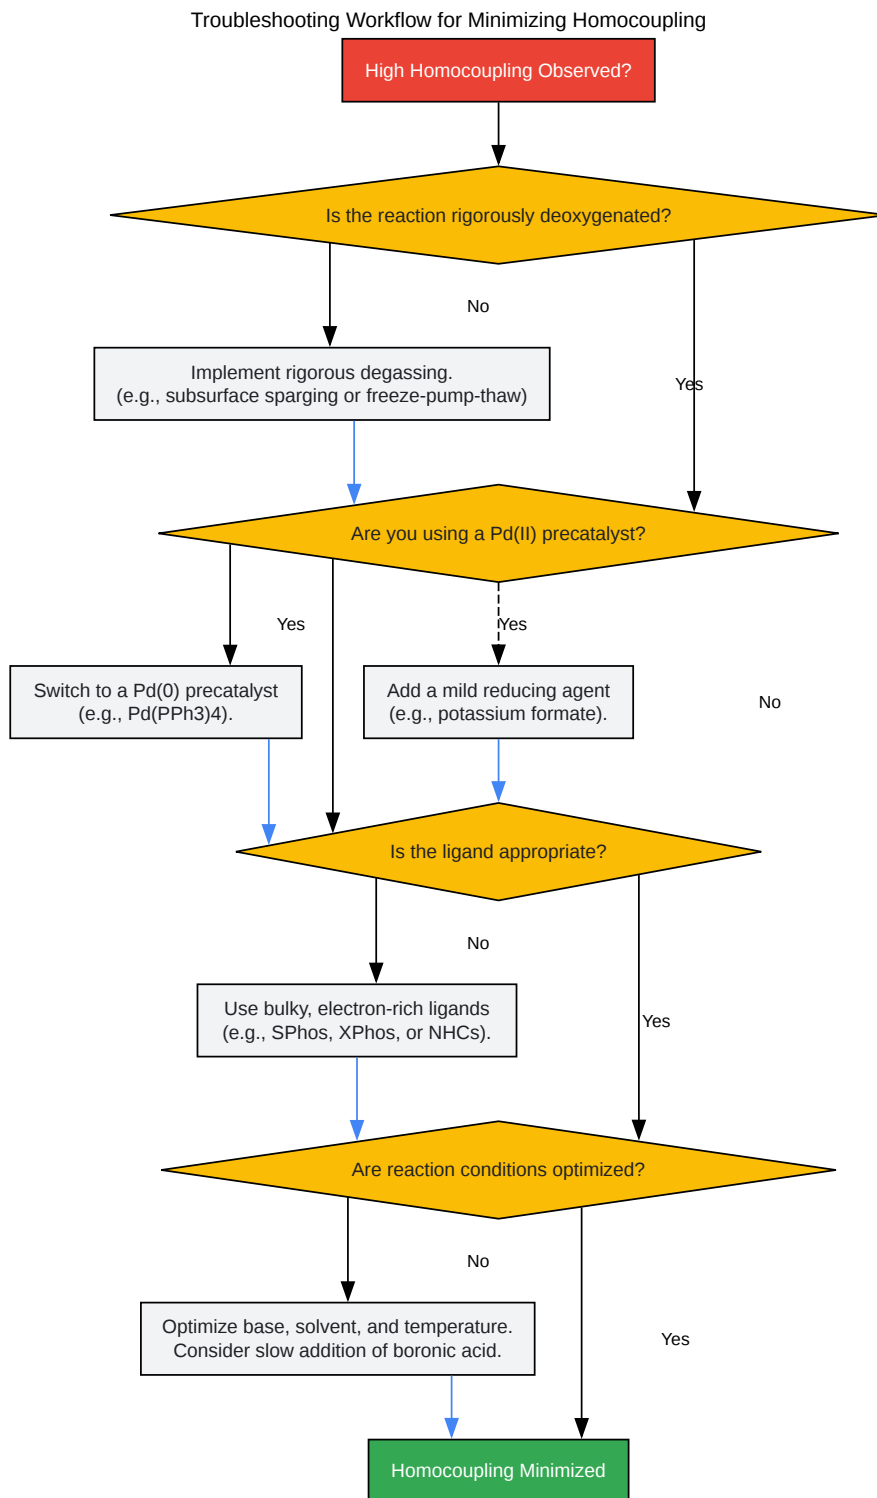 Troubleshooting Workflow for Minimizing Homocoupling
High Homocoupling Observed?
Is the reaction rigorously deoxygenated?
No
Implement rigorous degassing.
(e.g., subsurface sparging or freeze-pump-thaw)
Yes
Are you using a Pd(II) precatalyst?
Yes
Yes
Switch to a Pd(0) precatalyst
(e.g., Pd(PPh3)4).
Add a mild reducing agent
(e.g., potassium formate).
No
Is the ligand appropriate?
No
Use bulky, electron-rich ligands
(e.g., SPhos, XPhos, or NHCs).
Yes
Are reaction conditions optimized?
No
Optimize base, solvent, and temperature.
Consider slow addition of boronic acid.
Yes
Homocoupling Minimized